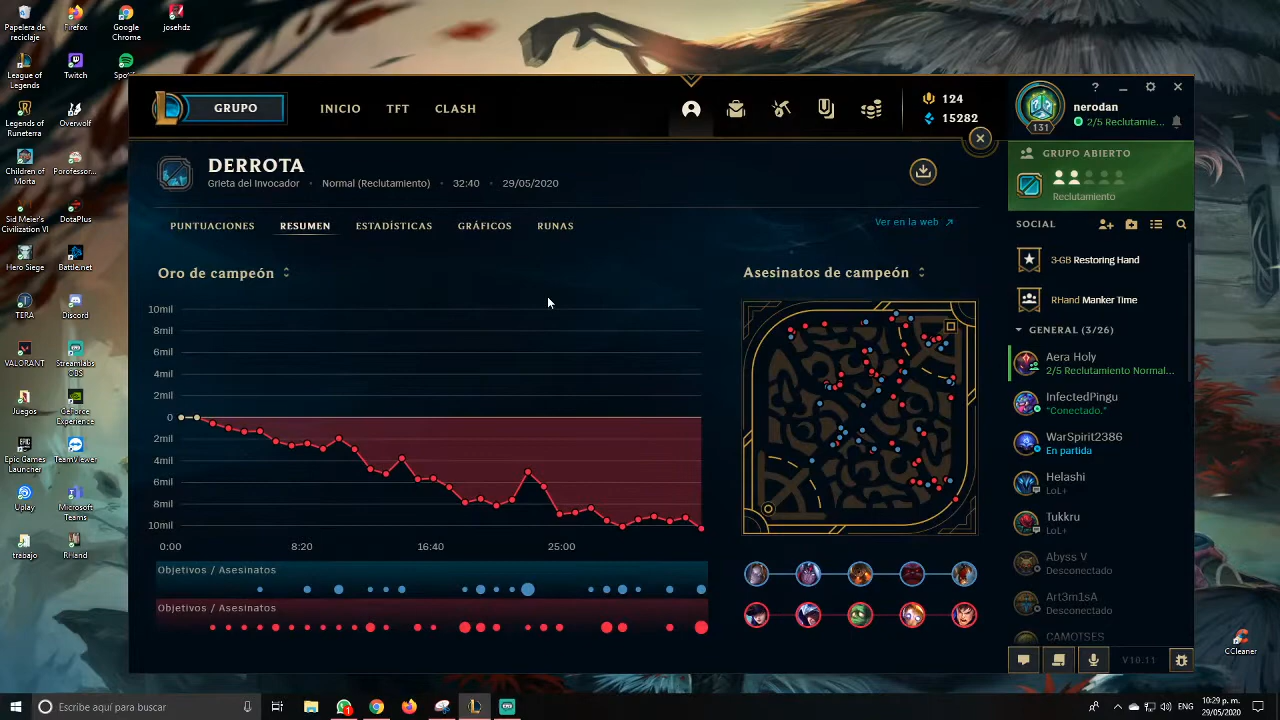 Papelera de reciclaje
Firefox
Google Chrome
josehdz
League of Legends
Twitch
Legends of Runeterra
Overwolf
Children of Morta
Porofessor....
Sid Meier's Civilization VI
DotaPlus
Hero Siege
Battle.net
TERA
Discord
VALORANT
Streamlabs OBS
Juegos
GeForce Experience
Epic Games Launcher
TeamViewer
Uplay
Microsoft Teams
trabajo
RHand
GRUPO
INICIO
TFT
CLASH
124
15282
131
nerodan
2/5 Reclutamie...
DERROTA
Grieta del Invocador • Normal (Reclutamiento) • 32:40 • 29/05/2020
PUNTUACIONES
RESUMEN
ESTADÍSTICAS
GRÁFICOS
RUNAS
Ver en la web
Oro de campeón
10mil
8mil
6mil
4mil
2mil
0
2mil
4mil
6mil
8mil
10mil
0:00
8:20
16:40
25:00
Objetivos / Asesinatos
Objetivos / Asesinatos
Asesinatos de campeón
GRUPO ABIERTO
Reclutamiento
SOCIAL
3-GB Restoring Hand
RHand Manker Time
GENERAL (3/26)
Aera Holy
2/5 Reclutamiento Normal...
InfectedPingu
"Conectado."
WarSpirit2386
En partida
Helashi
LoL+
Tukkru
LoL+
Abyss V
Desconectado
Art3m1sA
Desconectado
CAMOTSES
V10.11
CCleaner
Escribe aquí para buscar
1
ENG
10:29 p. m.
29/05/2020